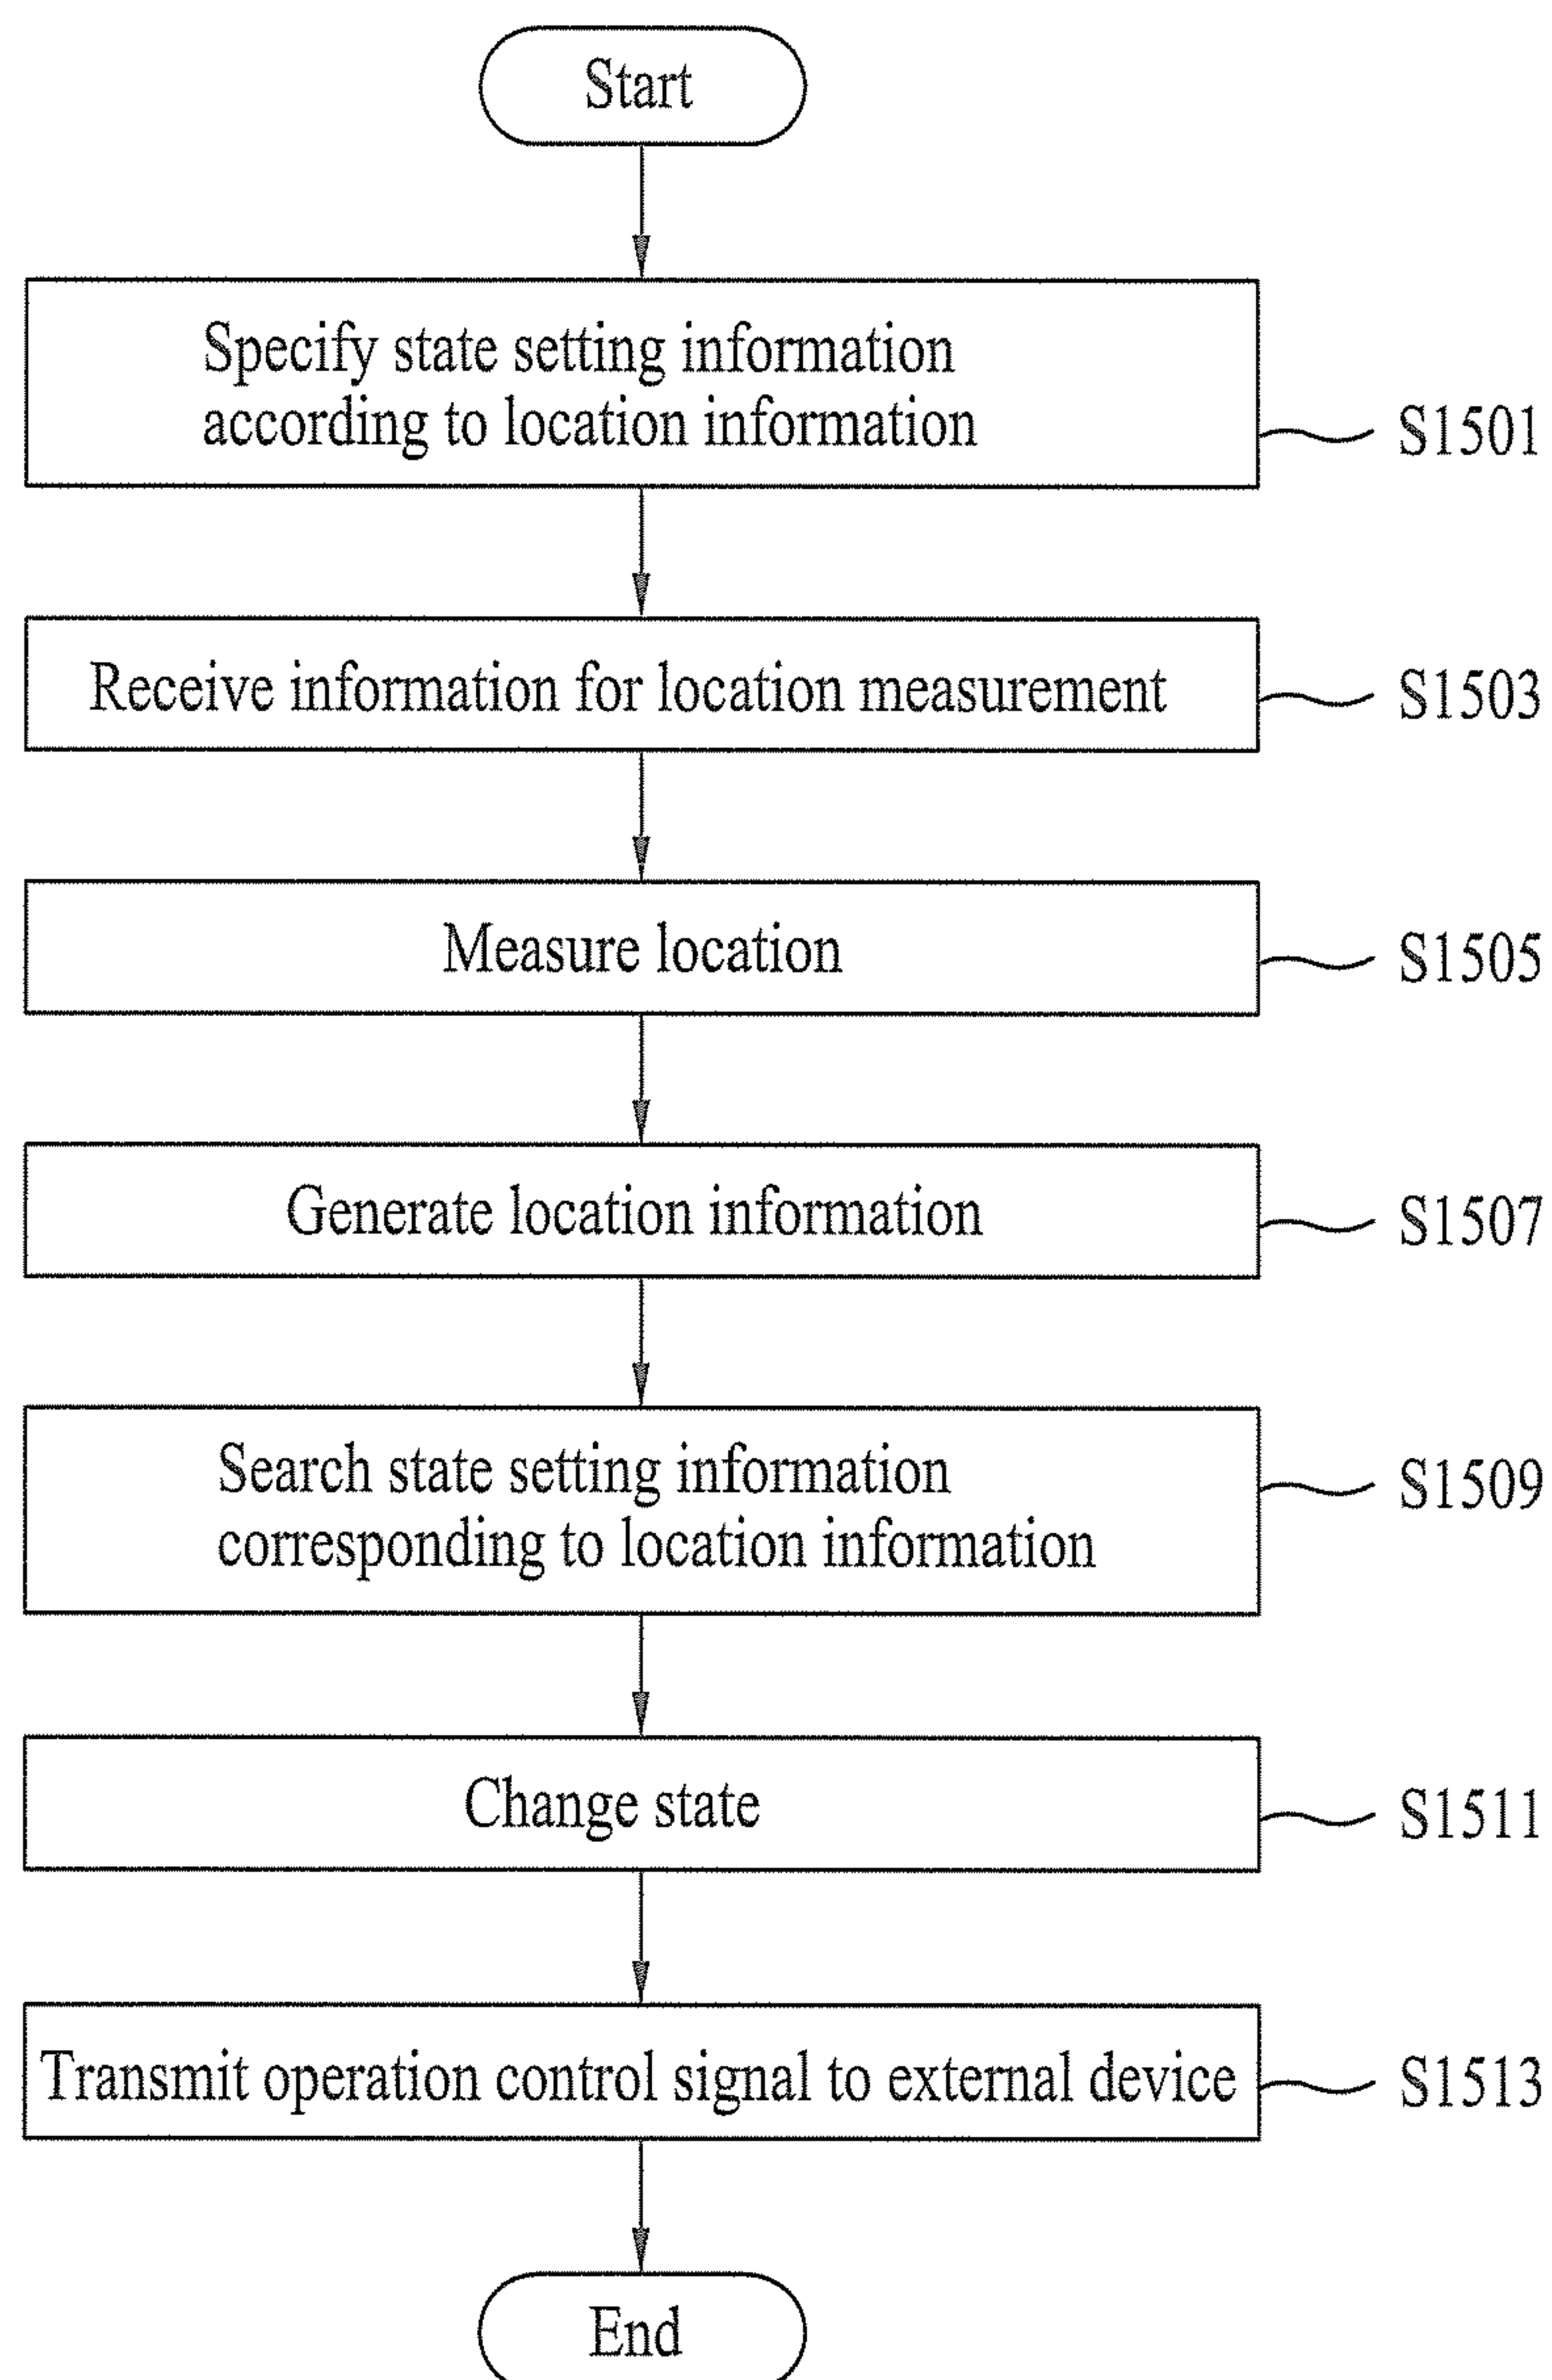 Start
Specify state setting information
according to location information
S1501
Receive information for location measurement
S1503
Measure location
S1505
Generate location information
S1507
Search state setting information
corresponding to location information
S1509
Change state
S1511
Transmit operation control signal to external device
S1513
End